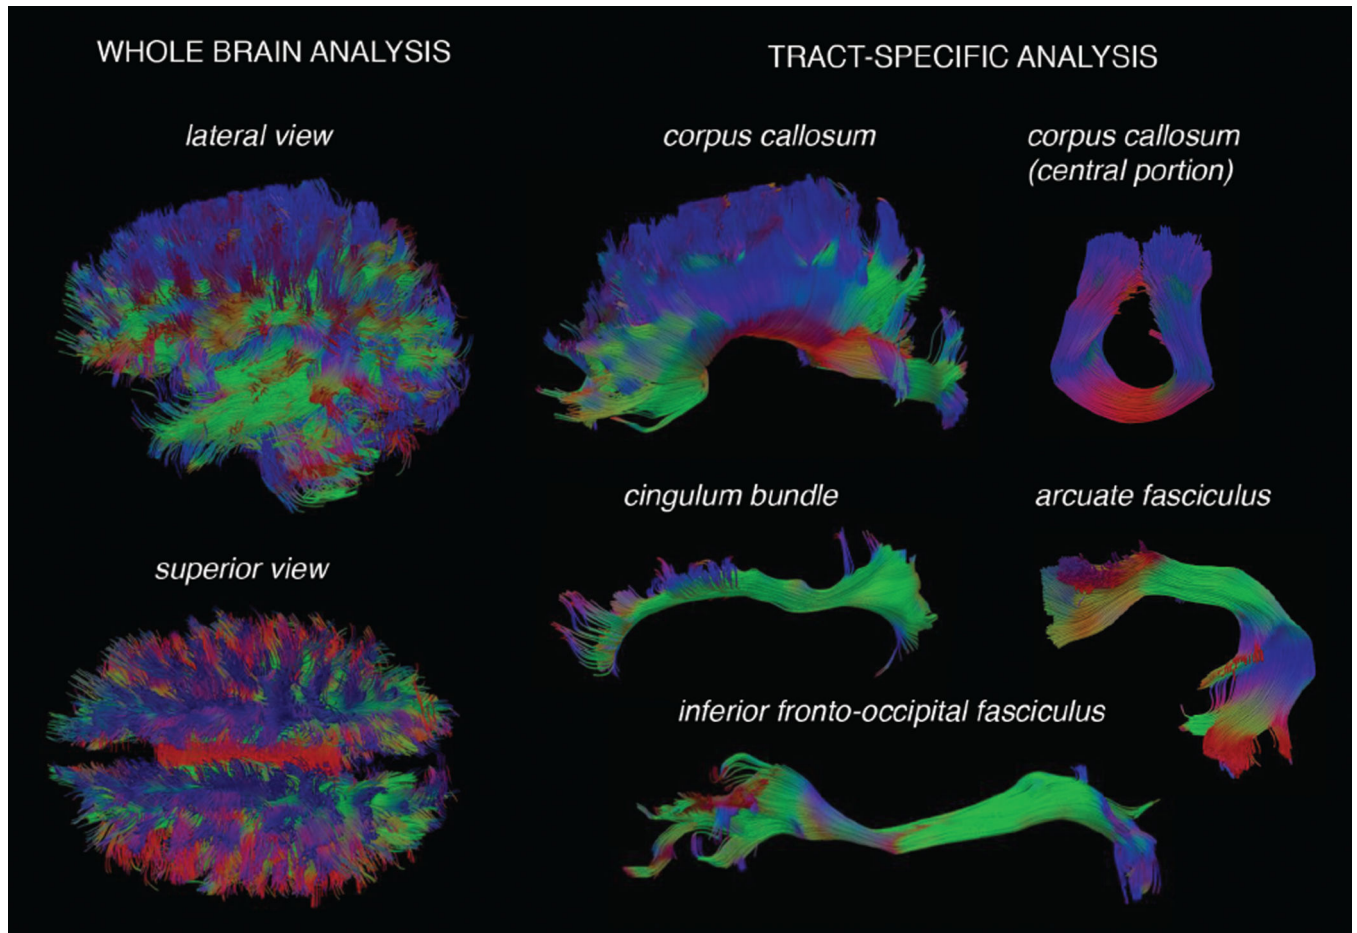 WHOLE BRAIN ANALYSIS
lateral view
superior view
TRACT-SPECIFIC ANALYSIS
corpus callosum
corpus callosum
(central portion)
cingulum bundle
arcuate fasciculus
inferior fronto-occipital fasciculus